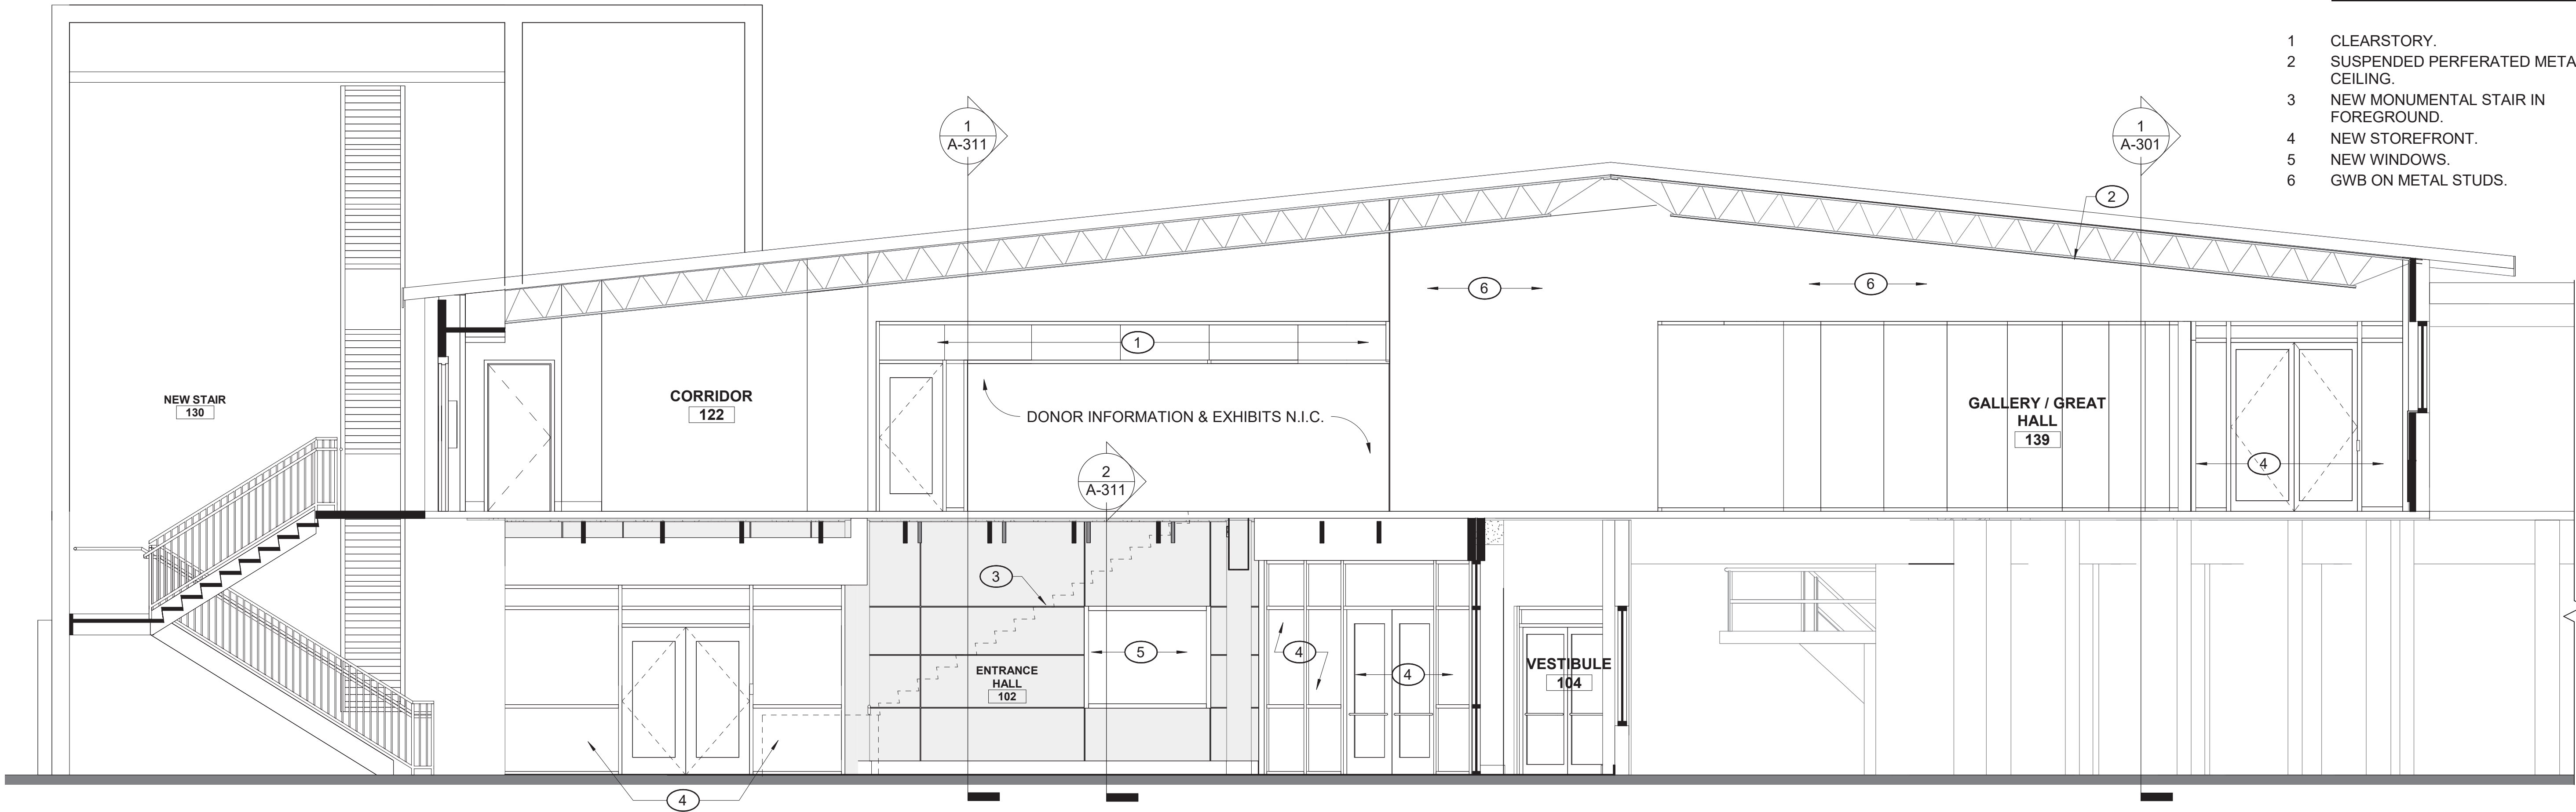 1 CLEARSTORY.
2 SUSPENDED PERFERATED META
CEILING.
3 NEW MONUMENTAL STAIR IN
FOREGROUND.
4 NEW STOREFRONT.
5 NEW WINDOWS.
6 GWB ON METAL STUDS.
1
A-311
1
A-301
2
6
6
1
NEW STAIR
130
CORRIDOR
122
DONOR INFORMATION & EXHIBITS N.I.C.
GALLERY / GREAT
HALL
139
4
2
A-311
3
5
4
4
ENTRANCE
HALL
102
VESTIBULE
104
4